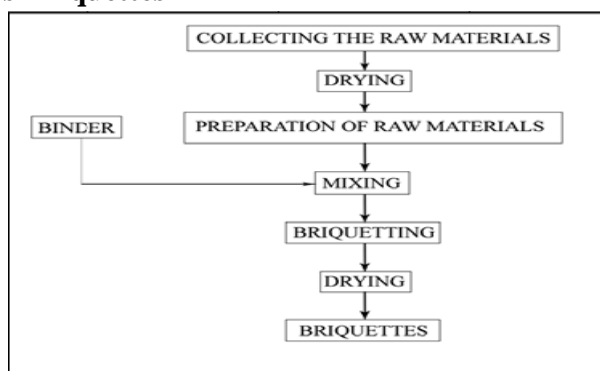 COLLECTING THE RAW MATERIALS
DRYING
PREPARATION OF RAW MATERIALS
BINDER
MIXING
BRIQUETTING
DRYING
BRIQUETTES